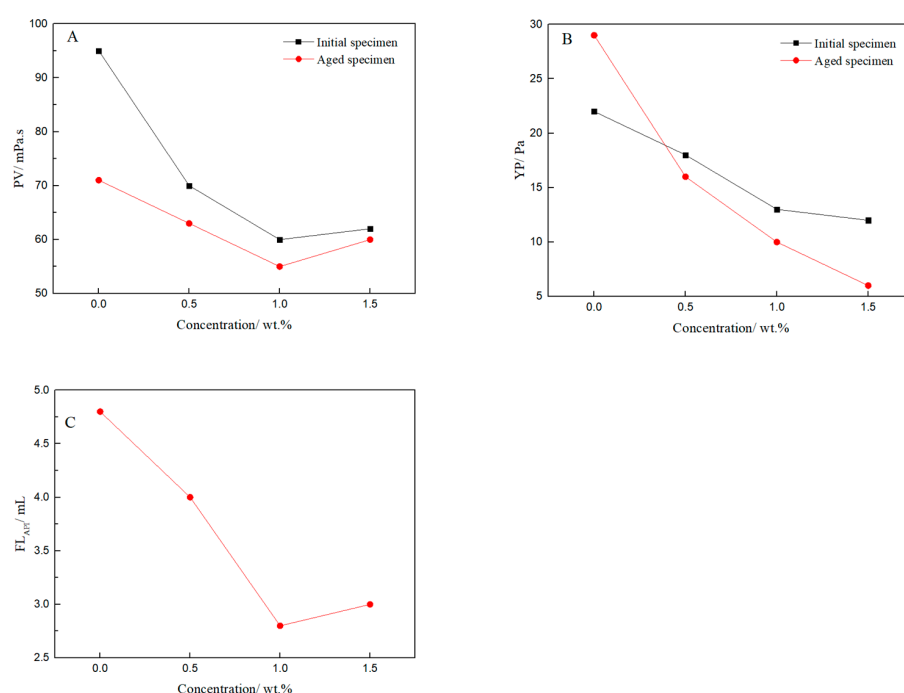 A
Initial specimen
Aged specimen
100
90
80
70
60
50
PV/ mPa.s
0.0 0.5 1.0 1.5
Concentration/ wt.%
B
Initial specimen
Aged specimen
30
25
20
15
10
5
YP/ Pa
0.0 0.5 1.0 1.5
Concentration/ wt.%
C
5.0
4.5
4.0
3.5
3.0
2.5
FLAPI/ mL
0.0 0.5 1.0 1.5
Concentration/ wt.%